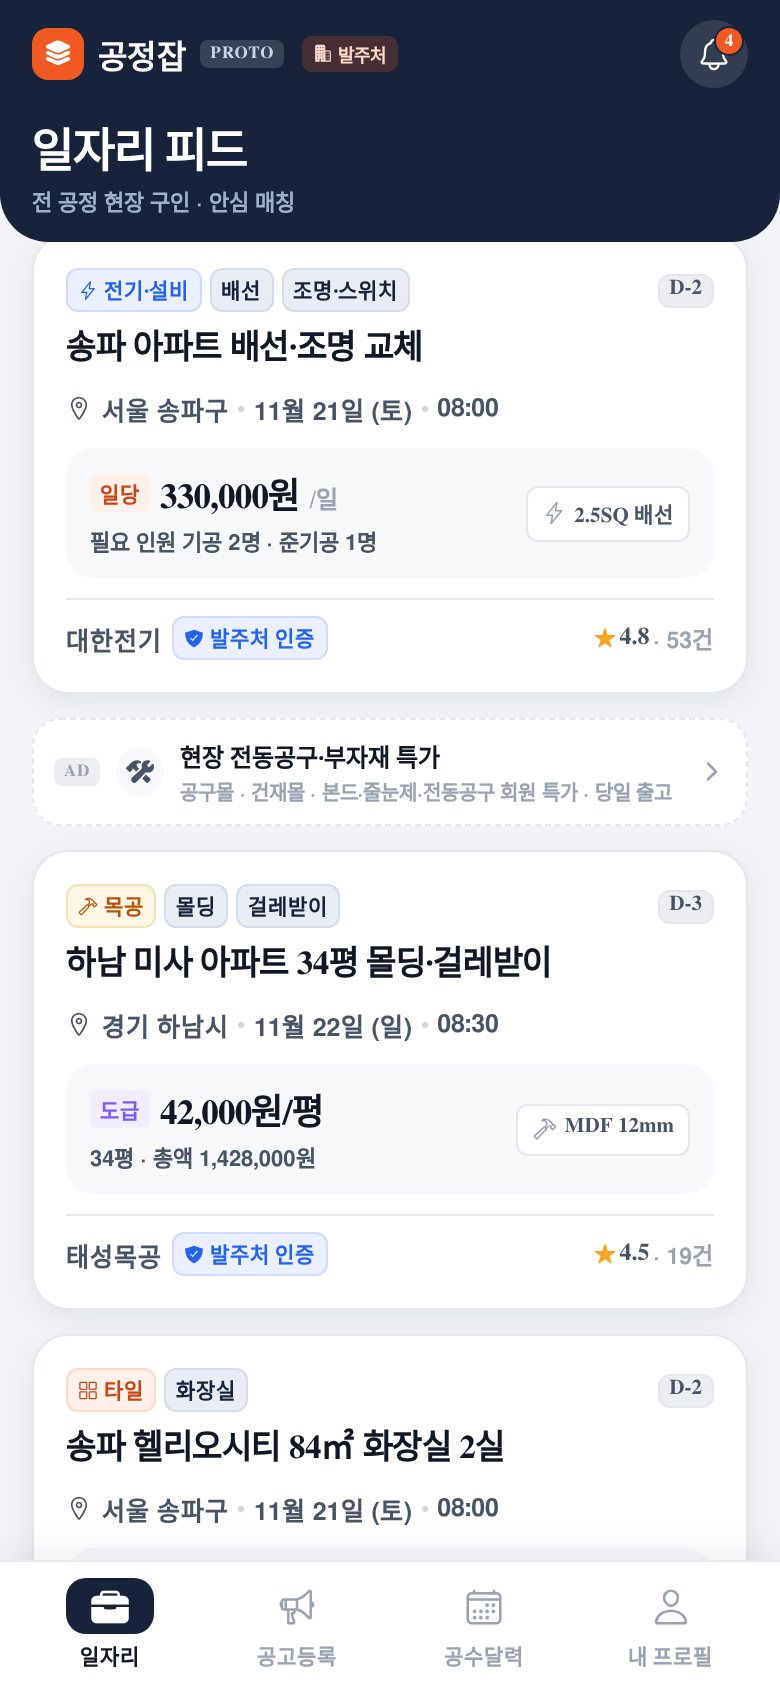 공정잡 PROTO 발주처 4
일자리 피드
전 공정 현장 구인 · 안심 매칭
전기·설비 배선 조명·스위치 D-2
송파 아파트 배선·조명 교체
서울 송파구 • 11월 21일 (토) • 08:00
일당 330,000원 /일
2.5SQ 배선
필요 인원 기공 2명 · 준기공 1명
대한전기 발주처 인증 ★4.8 · 53건
현장 전동공구·부자재 특가
AD
공구몰 · 건재몰 · 본드·줄눈제·전동공구 회원 특가 · 당일 출고
목공 몰딩 걸레받이 D-3
하남 미사 아파트 34평 몰딩·걸레받이
경기 하남시 • 11월 22일 (일) • 08:30
도급 42,000원/평
MDF 12mm
34평 · 총액 1,428,000원
태성목공 발주처 인증 ★4.5 · 19건
타일 화장실 D-2
송파 헬리오시티 84㎡ 화장실 2실
서울 송파구 • 11월 21일 (토) • 08:00
일자리 공고등록 공수달력 내 프로필